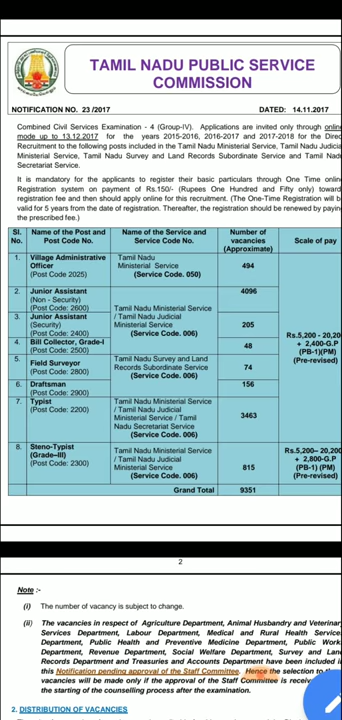 TAMIL NADU PUBLIC SERVICE
COMMISSION
NOTIFICATION NO. 23 /2017 DATED: 14.11.2017
Combined Civil Services Examination - 4 (Group-IV). Applications are invited only through
mode up to 13.12.2017 for the years 2015-2016, 2016-2017 and 2017-2018 for the
Recruitment to the following posts included in the Tamil Nadu Ministerial Service, Tamil Nadu
Ministerial Service, Tamil Nadu Survey and Land Records Subordinate Service and Tamil
Secretariat Service.
It is mandatory for the applicants to register their basic particulars through One Time
Registration system on payment of Rs.150/- (Rupees One Hundred and Fifty only)
registration fee and then should apply online for this recruitment. (The One-Time Registration will
valid for 5 years from the date of registration. Thereafter, the registration should be renewed by
the prescribed fee.)
Sl. No. Name of the Post and Post Code No. Name of the Service and Service Code No. Number of vacancies (Approximate) Scale of pay
1. Village Administrative Officer (Post Code 2025) Tamil Nadu Ministerial Service (Service Code. 050) 494
2. Junior Assistant (Non - Security) (Post Code: 2600) 4096
3. Junior Assistant (Security) (Post Code: 2400) Tamil Nadu Ministerial Service / Tamil Nadu Judicial Ministerial Service (Service Code. 006) 205
4. Bill Collector, Grade-I (Post Code: 2500) 48
5. Field Surveyor (Post Code: 2800) Tamil Nadu Survey and Land Records Subordinate Service (Service Code. 006) 74
6. Draftsman (Post Code: 2900) 156
Rs.5,200 - 20,20
+ 2,400-G.P
(PB-1)(PM)
(Pre-revised)
7. Typist (Post Code: 2200) Tamil Nadu Ministerial Service / Tamil Nadu Judicial Ministerial Service / Tamil Nadu Secretariat Service (Service Code. 006) 3463
8. Steno-Typist (Grade–III) (Post Code: 2300) Tamil Nadu Ministerial Service / Tamil Nadu Judicial Ministerial Service (Service Code. 006) 815 Rs.5,200– 20,200 + 2,800-G.P (PB-1) (PM) (Pre-revised)
Grand Total 9351
2
Note :-
(i) The number of vacancy is subject to change.
(ii) The vacancies in respect of Agriculture Department, Animal Husbandry and
Services Department, Labour Department, Medical and Rural Health
Department, Public Health and Preventive Medicine Department, Public
Department, Revenue Department, Social Welfare Department, Survey and
Records Department and Treasuries and Accounts Department have been included
this Notification pending approval of the Staff Committee. Hence the selection to
vacancies will be made only if the approval of the Staff Committee is
the starting of the counselling process after the examination.
2. DISTRIBUTION OF VACANCIES